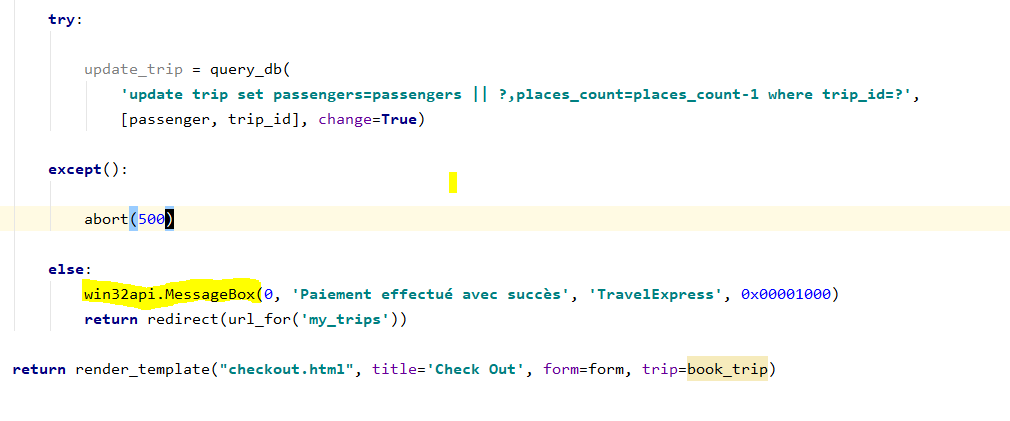 try:
update_trip = query_db(
'update trip set passengers=passengers || ?,places_count=places_count-1 where trip_id=?',
[passenger, trip_id], change=True)
except():
abort(500)
else:
win32api.MessageBox(0, 'Paiement effectué avec succès', 'TravelExpress', 0x00001000)
return redirect(url_for('my_trips'))
return render_template("checkout.html", title='Check Out', form=form, trip=book_trip)